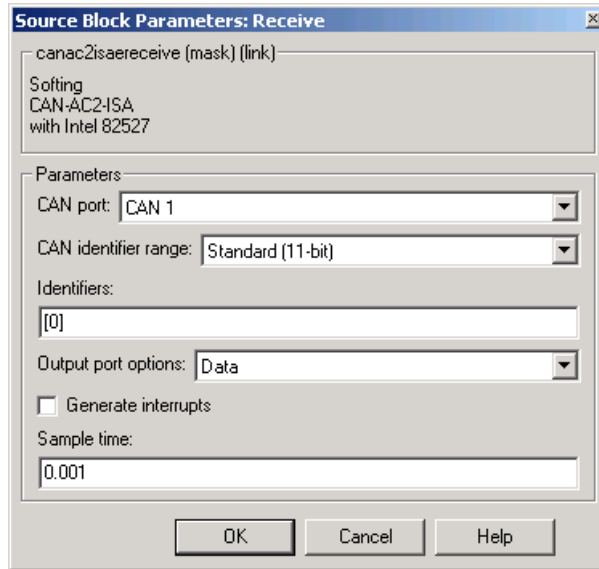 Source Block Parameters: Receive
canac2isaereceive (mask) (link)
Softing
CAN-AC2-ISA
with Intel 82527
Parameters
CAN port: CAN 1
CAN identifier range: Standard (11-bit)
Identifiers:
[0]
Output port options: Data
Generate interrupts
Sample time:
0.001
OK Cancel Help